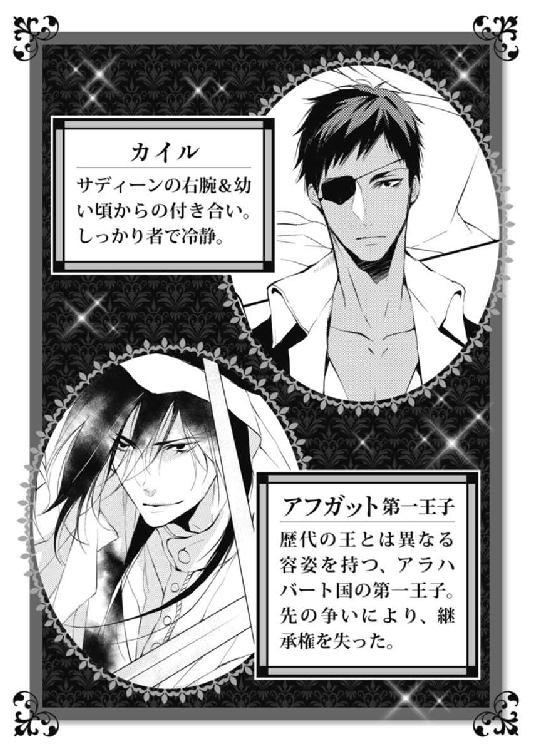 カイル
サディーンの右腕&幼
い頃からの付き合い。
しっかり者で冷静。
アフガット 第一王子
歴代の王とは異なる
容姿を持つ、アラハ
バート国の第一王子。
先の争いにより、継
承権を失った。